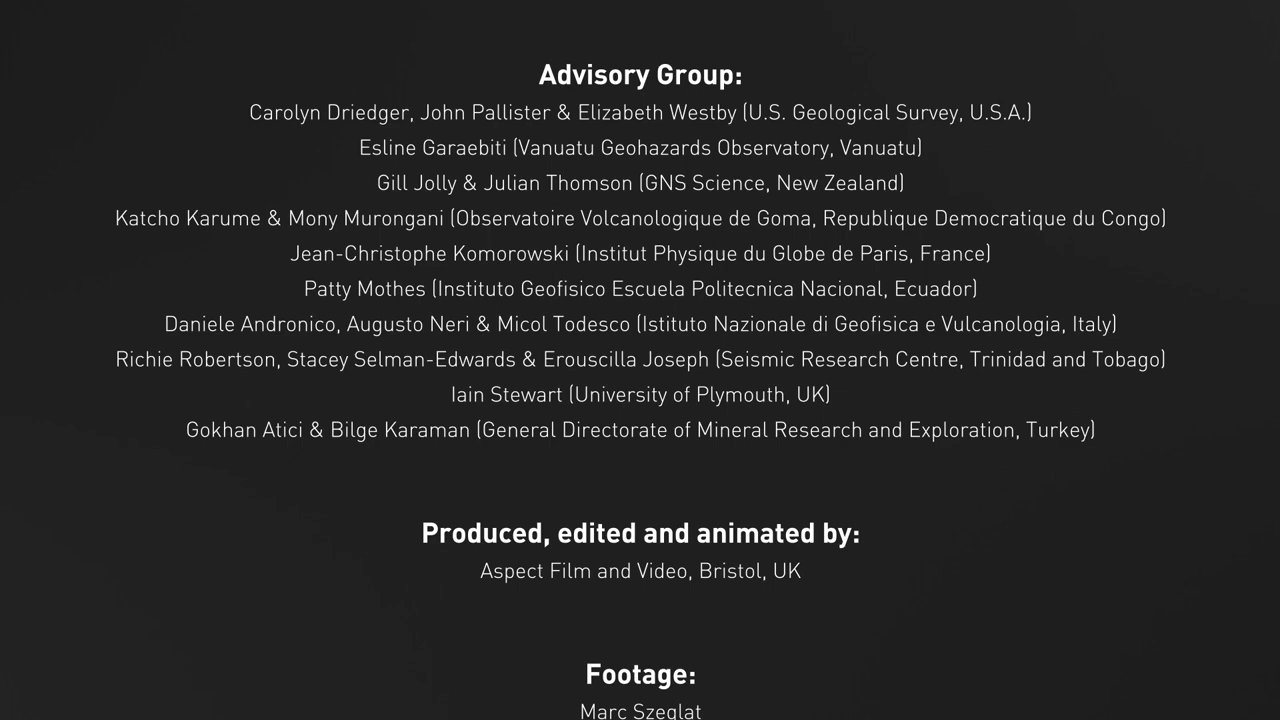 Advisory Group:
Carolyn Driedger, John Pallister & Elizabeth Westby (U.S. Geological Survey, U.S.A.)
Esline Garaebiti (Vanuatu Geohazards Observatory, Vanuatu)
Gill Jolly & Julian Thomson (GNS Science, New Zealand)
Katcho Karume & Mony Murongani (Observatoire Volcanologique de Goma, Republique Democratique du Congo)
Jean-Christophe Komorowski (Institut Physique du Globe de Paris, France)
Patty Mothes (Instituto Geofisico Escuela Politecnica Nacional, Ecuador)
Daniele Andronico, Augusto Neri & Micol Todesco (Istituto Nazionale di Geofisica e Vulcanologia, Italy)
Richie Robertson, Stacey Selman-Edwards & Erouscilla Joseph (Seismic Research Centre, Trinidad and Tobago)
Iain Stewart (University of Plymouth, UK)
Gokhan Atici & Bilge Karaman (General Directorate of Mineral Research and Exploration, Turkey)
Produced, edited and animated by:
Aspect Film and Video, Bristol, UK
Footage:
Marc Szeglat